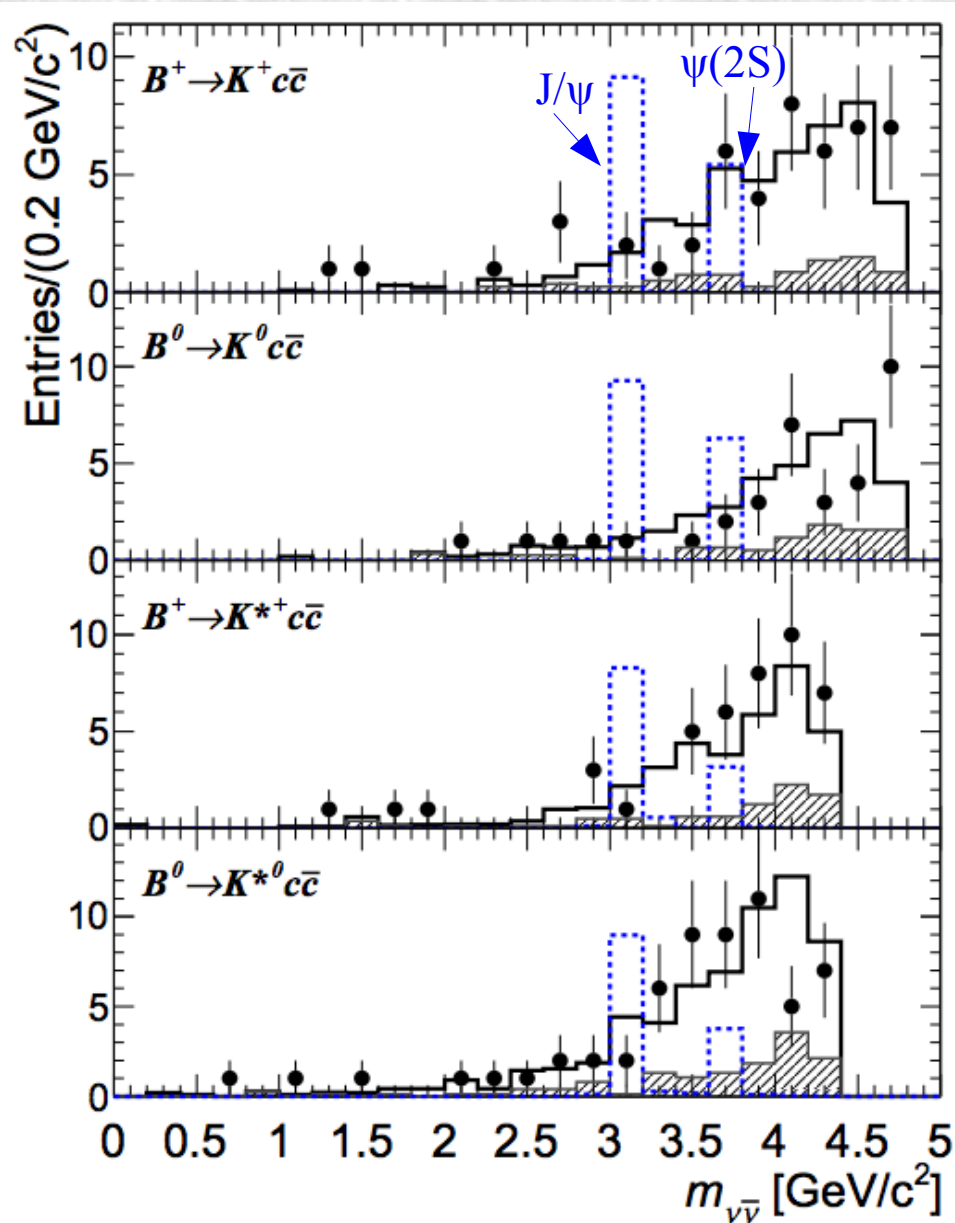 Entries/(0.2 GeV/c²)
B⁺→K⁺cc̄
J/ψ
ψ(2S)
10
5
0
B⁰→K⁰cc̄
10
5
0
B⁺→K*⁺cc̄
10
5
0
B⁰→K*⁰cc̄
10
5
0
0 0.5 1 1.5 2 2.5 3 3.5 4 4.5 5
m_νν̄ [GeV/c²]